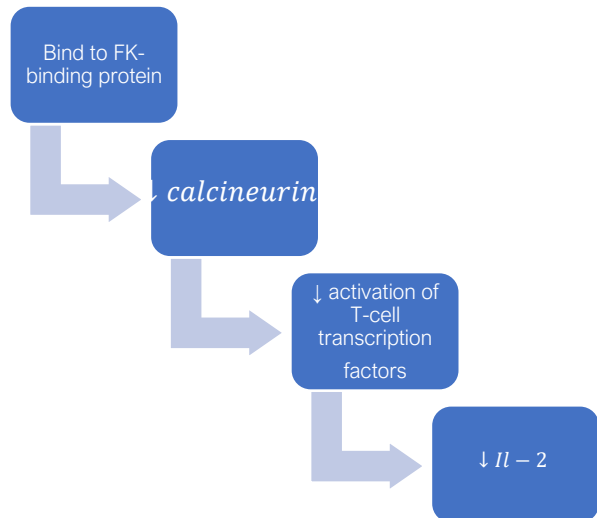 Bind to FK-
binding protein
↓ calcineurin
↓ activation of
T-cell
transcription
factors
↓ Il − 2